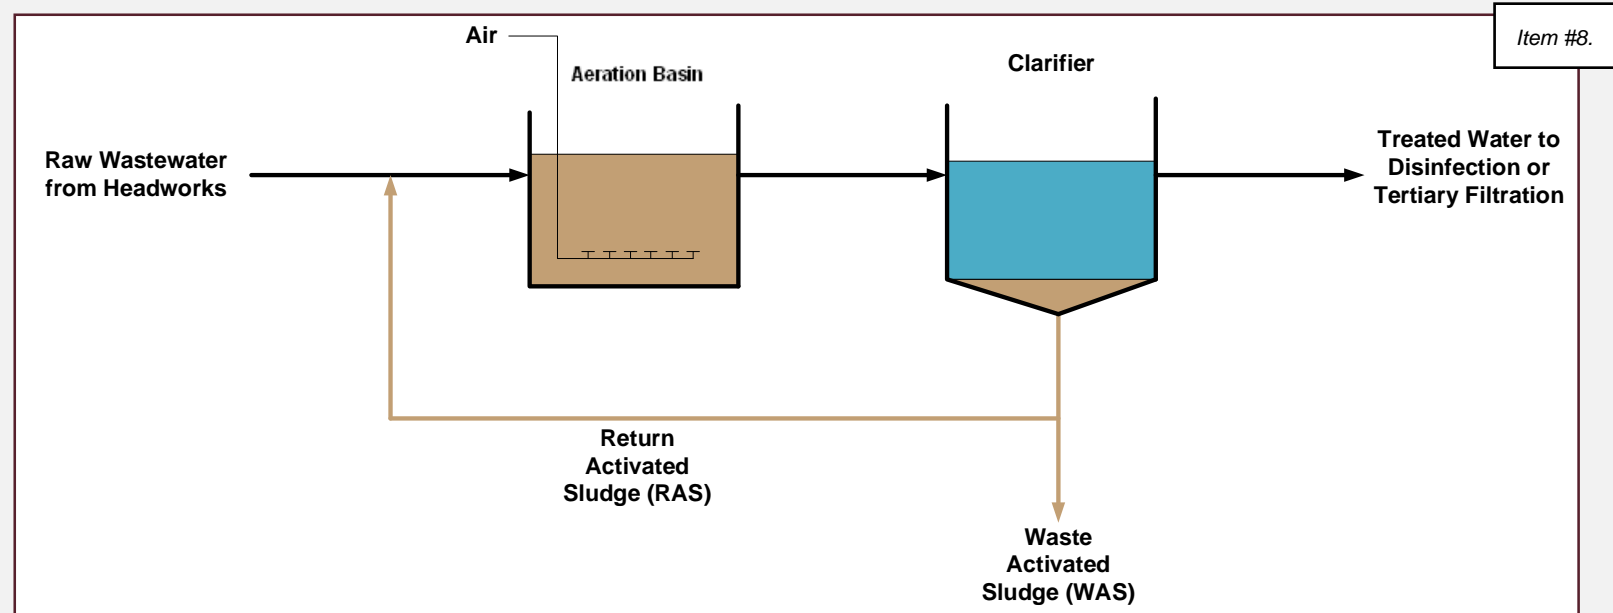 Item #8.
Air
Aeration Basin
Clarifier
Raw Wastewater
from Headworks
Treated Water to
Disinfection or
Tertiary Filtration
Return
Activated
Sludge (RAS)
Waste
Activated
Sludge (WAS)